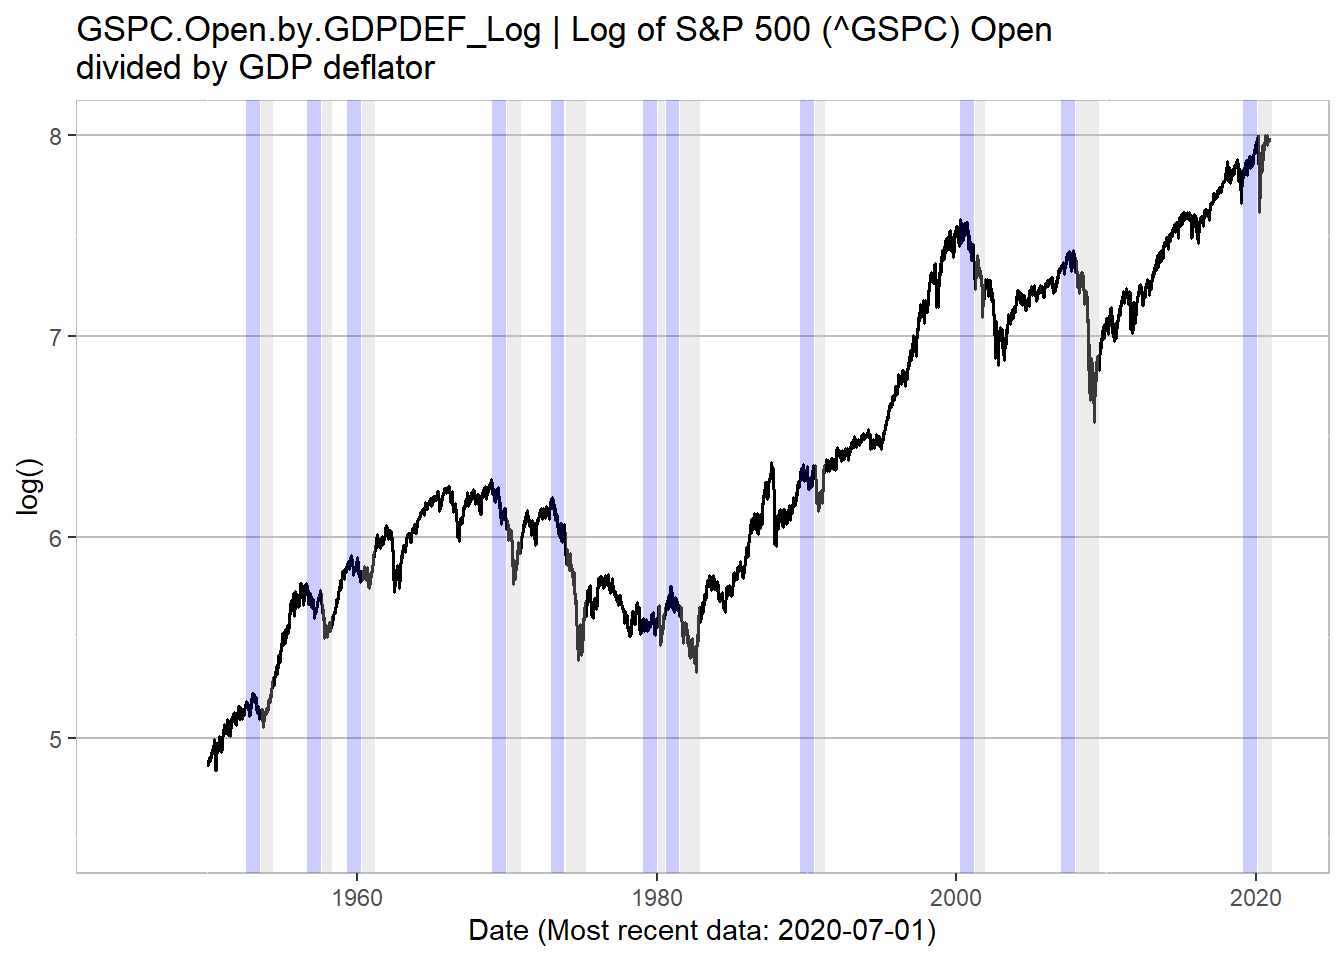 GSPC.Open.by.GDPDEF_Log | Log of S&P 500 (^GSPC) Open
divided by GDP deflator
8
7
6
5
log()
1960 1980 2000 2020
Date (Most recent data: 2020-07-01)